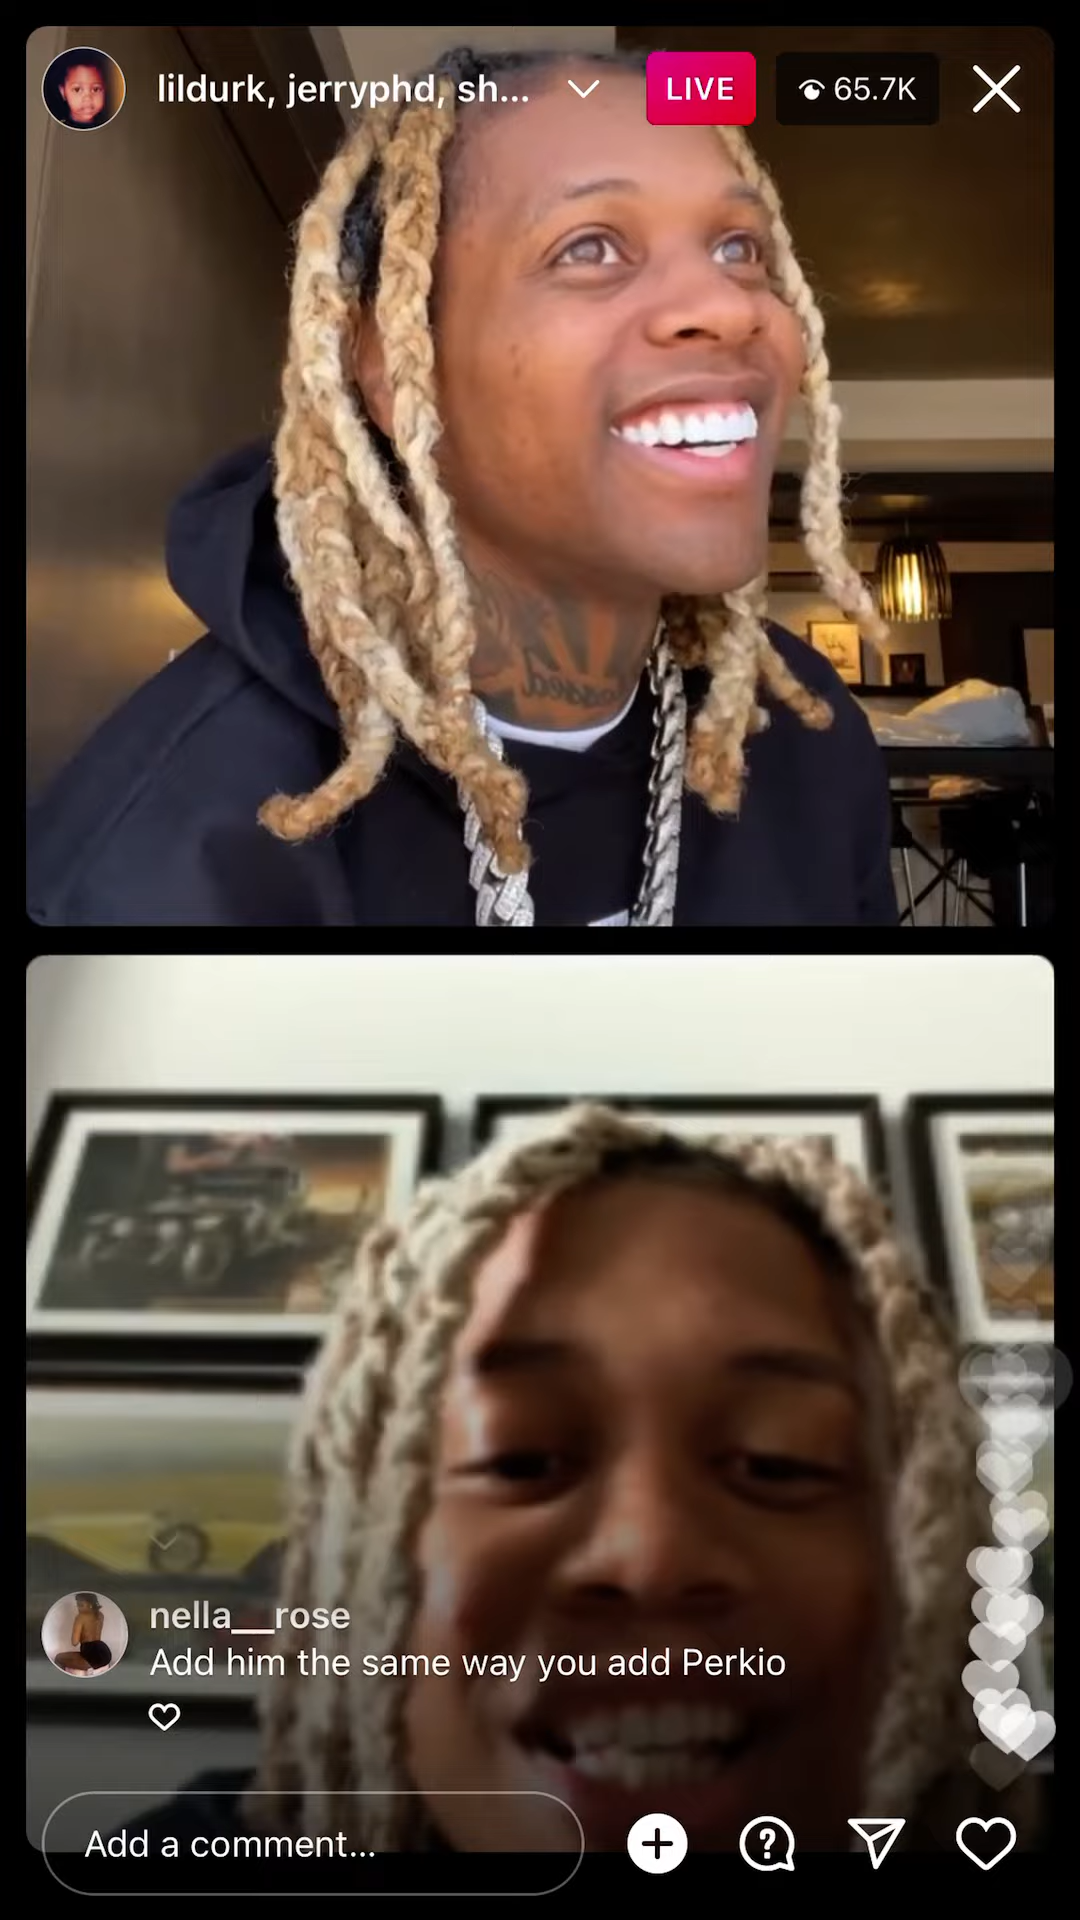 lildurk, jerryphd, sh...
LIVE
65.7K
nella__rose
Add him the same way you add Perkio
Add a comment...